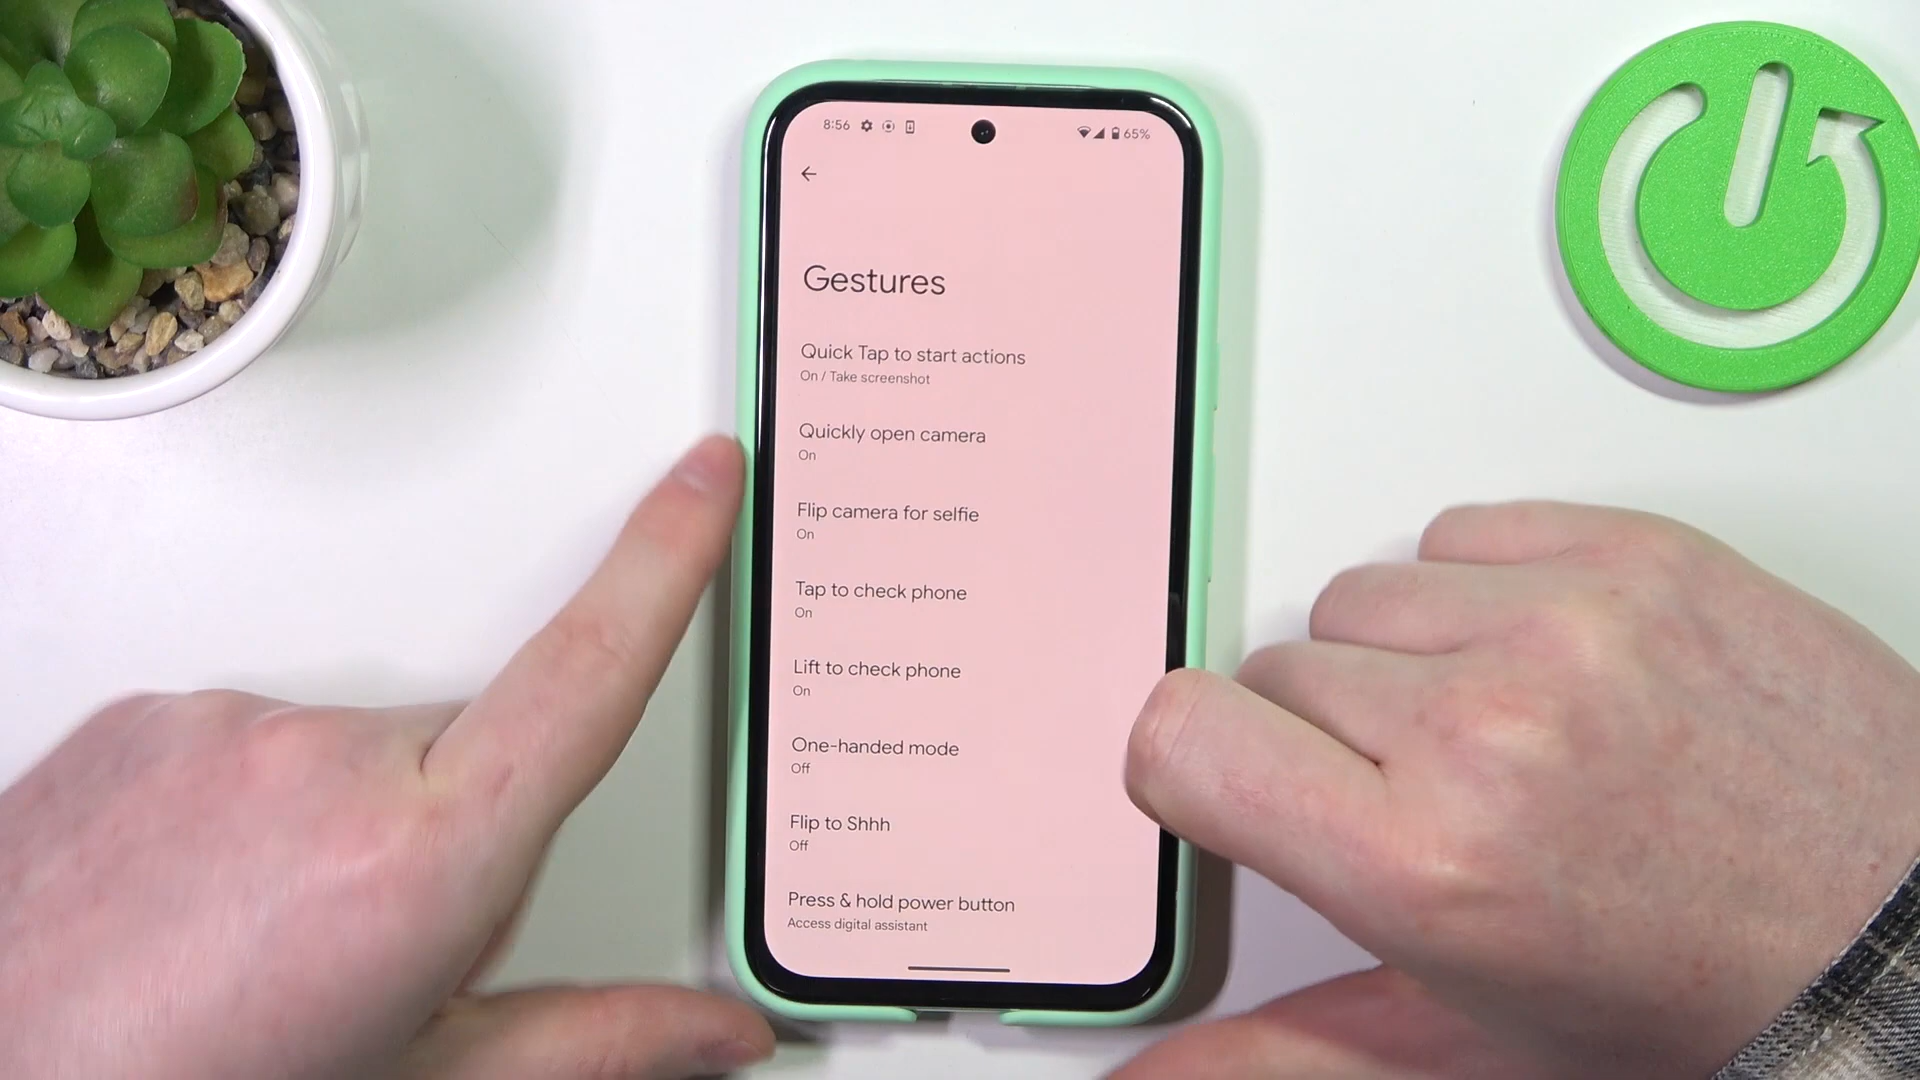 8:56
65%
Gestures
Quick Tap to start actions
On / Take screenshot
Quickly open camera
On
Flip camera for selfie
On
Tap to check phone
On
Lift to check phone
On
One-handed mode
Off
Flip to Shhh
Off
Press & hold power button
Access digital assistant